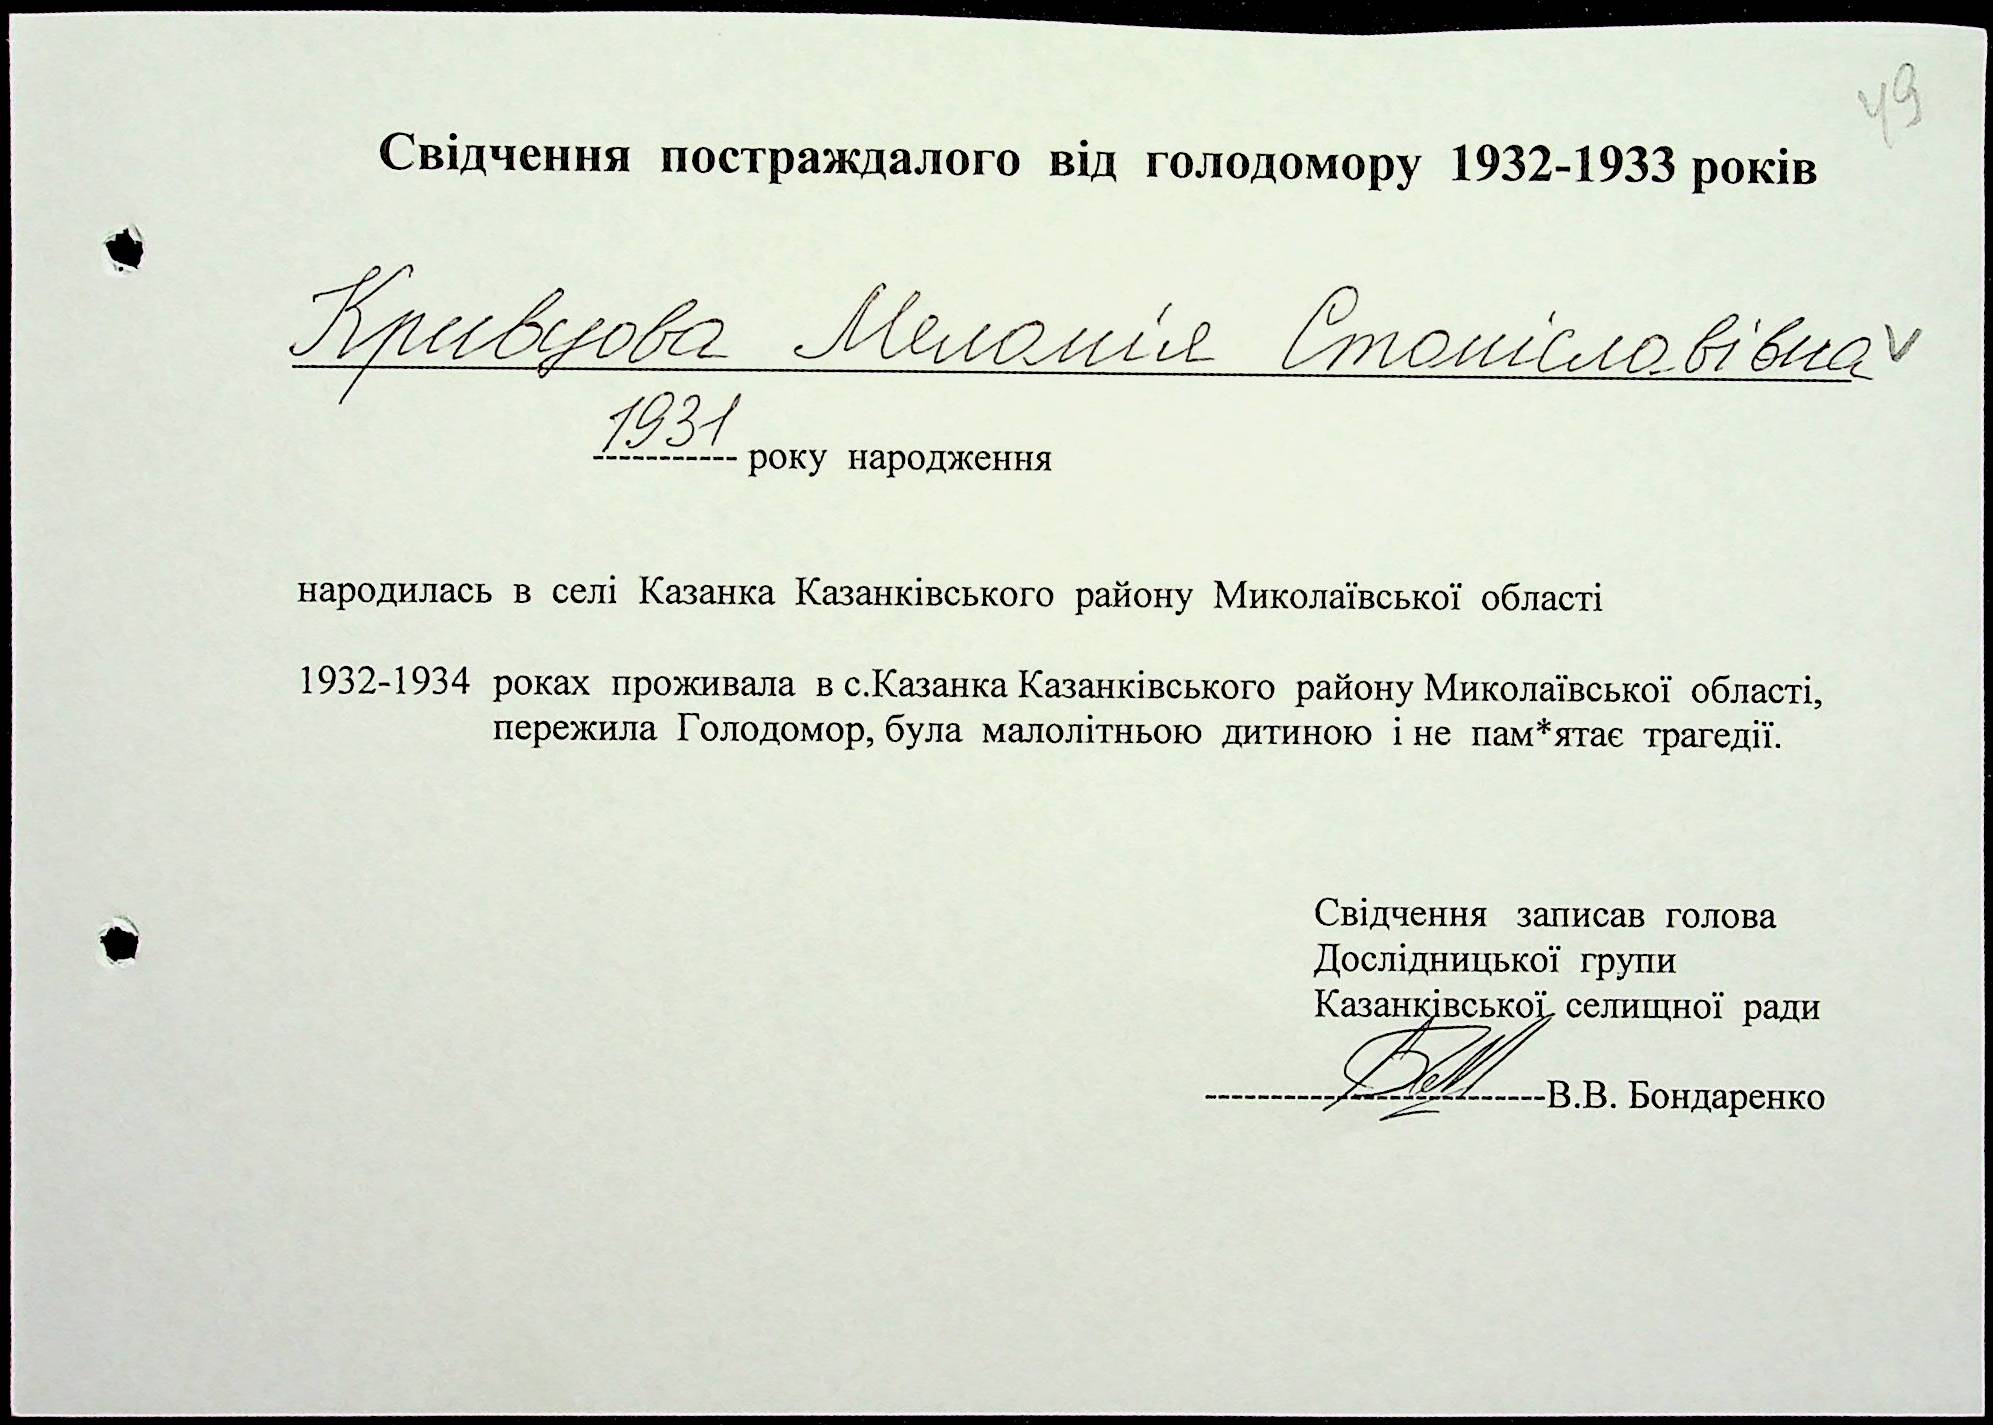 49
Свідчення постраждалого від голодомору 1932-1933 років
Кривцова Меланія Станіславівна
1931
----------- року народження
народилась в селі Казанка Казанківського району Миколаївської області
1932-1934 роках проживала в с.Казанка Казанківського району Миколаївської області,
пережила Голодомор, була малолітньою дитиною і не пам*ятає трагедії.
Свідчення записав голова
Дослідницької групи
Казанківської селищної ради
--------------------------В.В. Бондаренко